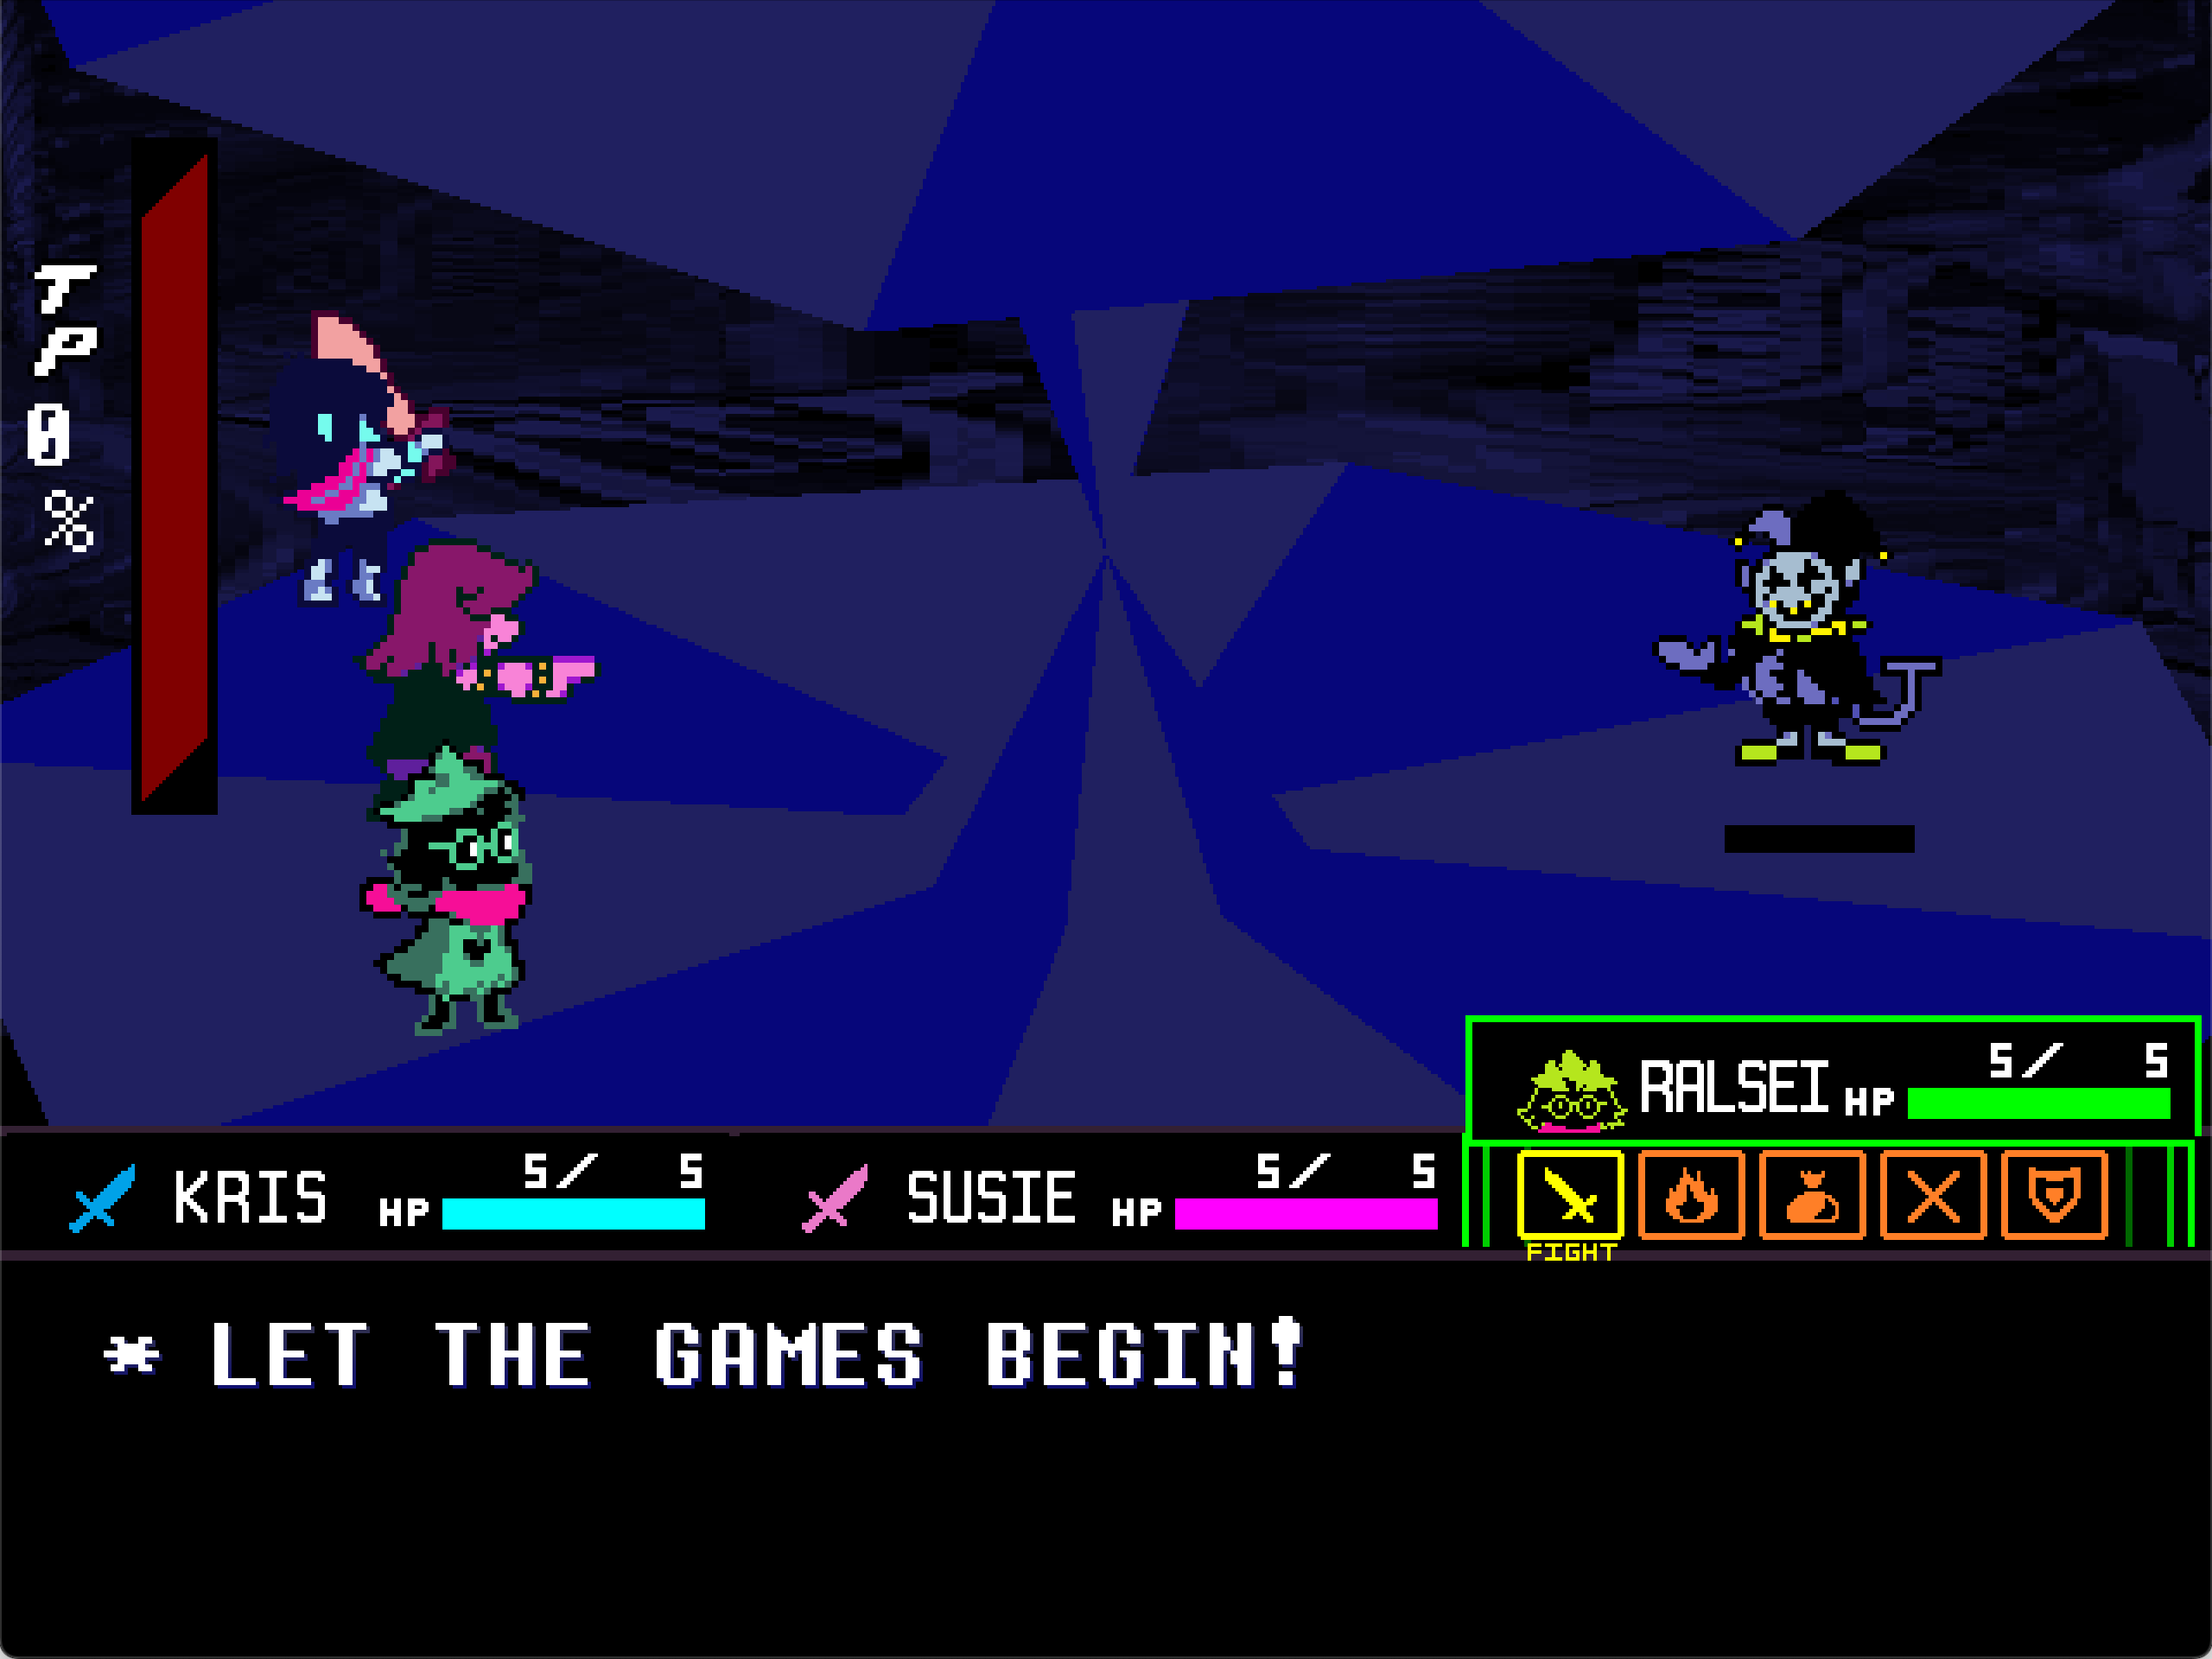 TP
0
%
RALSEI HP 5/ 5
KRIS HP 5/ 5
SUSIE HP 5/ 5
FIGHT
* LET THE GAMES BEGIN!